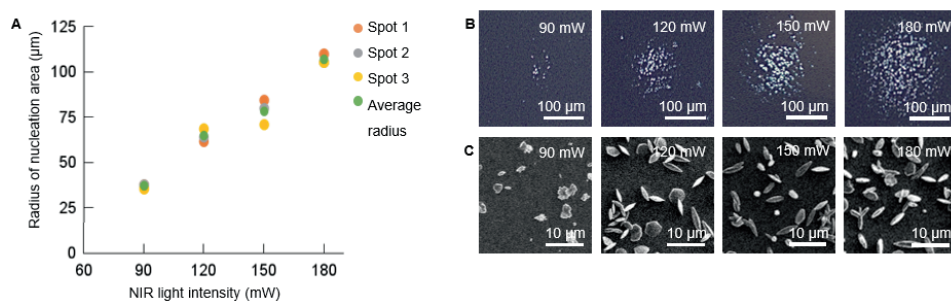 A
Radius of nucleation area (µm)
125
100
75
50
25
0
60 90 120 150 180
NIR light intensity (mW)
Spot 1
Spot 2
Spot 3
Average
radius
B
90 mW
100 µm
120 mW
100 µm
150 mW
100 µm
180 mW
100 µm
C
90 mW
10 µm
120 mW
10 µm
150 mW
10 µm
180 mW
10 µm